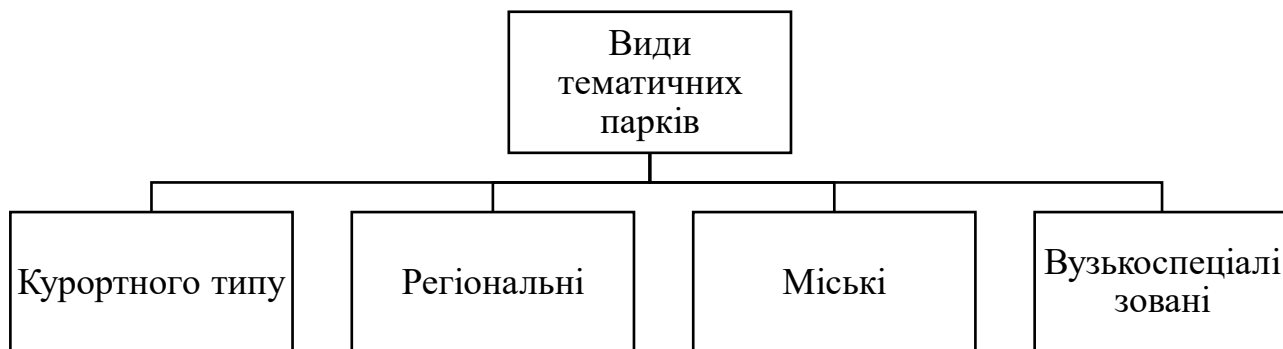 Види
тематичних
парків
Курортного типу
Регіональні
Міські
Вузькоспеціалі
зовані